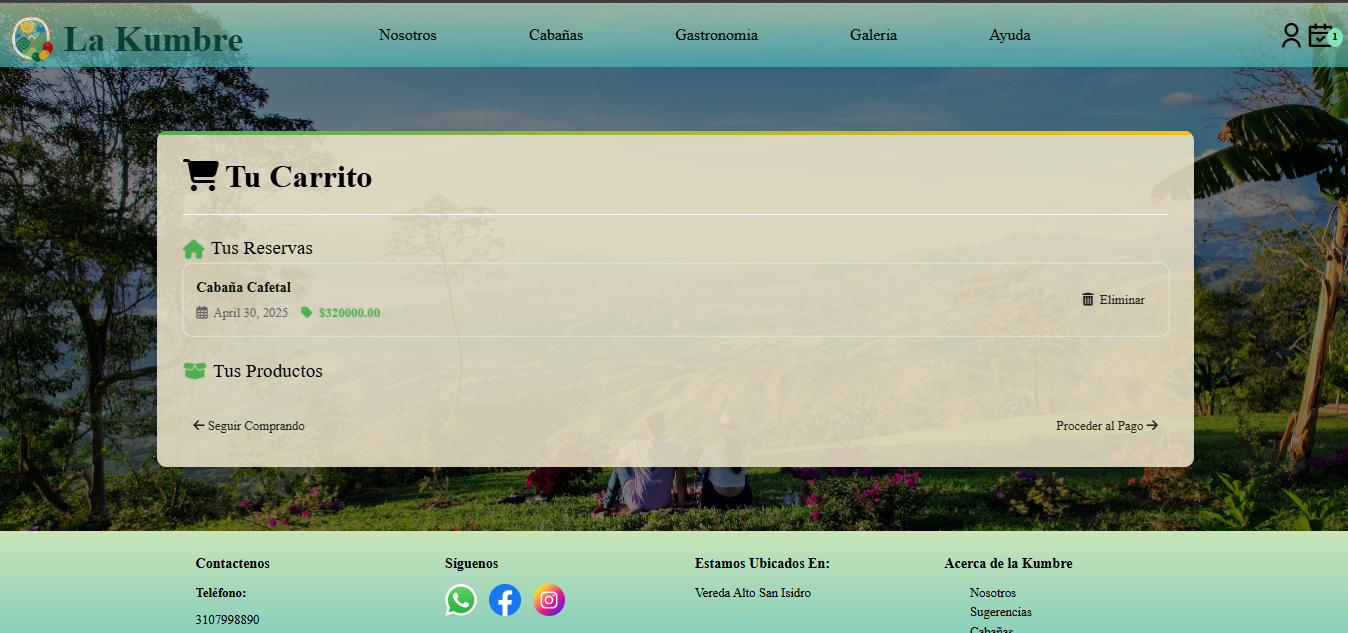 La Kumbre
Nosotros
Cabañas
Gastronomia
Galeria
Ayuda
1
Tu Carrito
Tus Reservas
Cabaña Cafetal
April 30, 2025 $320000.00
Eliminar
Tus Productos
Seguir Comprando
Proceder al Pago
Contactenos
Teléfono:
3107998890
Síguenos
Estamos Ubicados En:
Vereda Alto San Isidro
Acerca de la Kumbre
Nosotros
Sugerencias
Cabañas